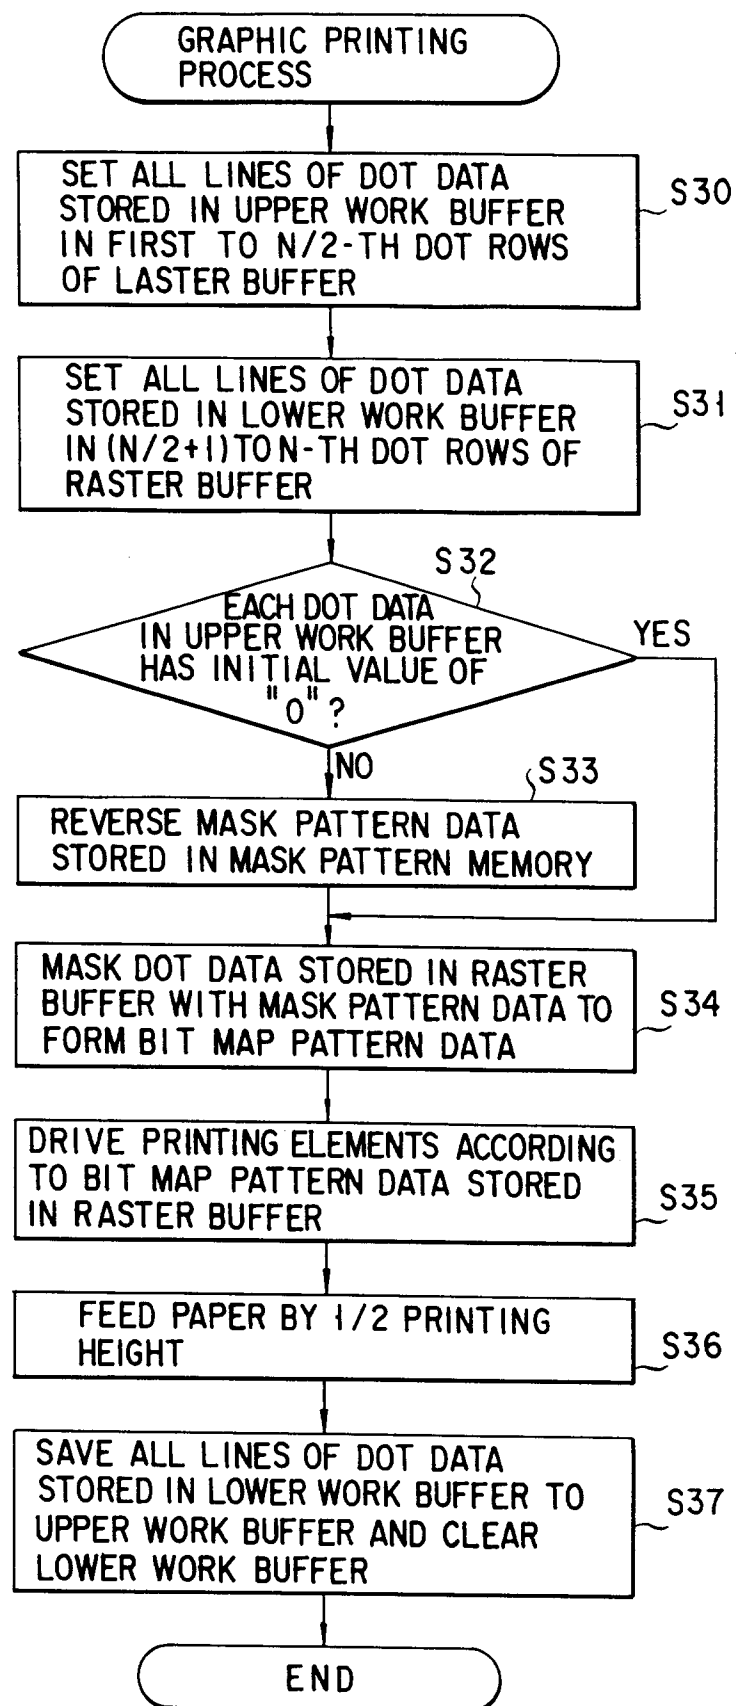 GRAPHIC PRINTING
PROCESS
SET ALL LINES OF DOT DATA
STORED IN UPPER WORK BUFFER
IN FIRST TO N/2-TH DOT ROWS
OF LASTER BUFFER
S30
SET ALL LINES OF DOT DATA
STORED IN LOWER WORK BUFFER
IN (N/2+1) TO N-TH DOT ROWS OF
RASTER BUFFER
S31
S32
EACH DOT DATA
IN UPPER WORK BUFFER
HAS INITIAL VALUE OF
"0" ?
YES
NO
S33
REVERSE MASK PATTERN DATA
STORED IN MASK PATTERN MEMORY
MASK DOT DATA STORED IN RASTER
BUFFER WITH MASK PATTERN DATA TO
FORM BIT MAP PATTERN DATA
S34
DRIVE PRINTING ELEMENTS ACCORDING
TO BIT MAP PATTERN DATA STORED
IN RASTER BUFFER
S35
FEED PAPER BY 1/2 PRINTING
HEIGHT
S36
SAVE ALL LINES OF DOT DATA
STORED IN LOWER WORK BUFFER TO
UPPER WORK BUFFER AND CLEAR
LOWER WORK BUFFER
S37
END